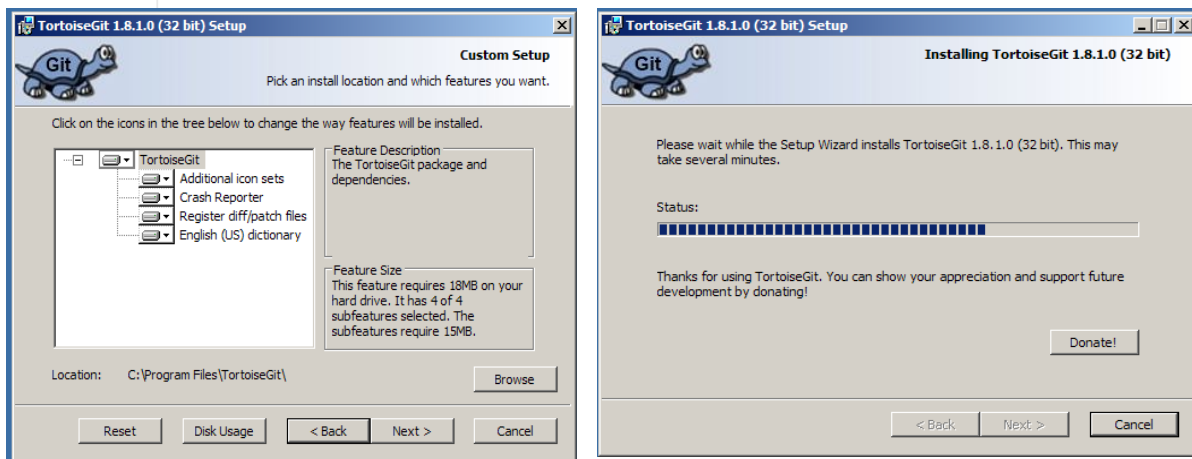 TortoiseGit 1.8.1.0 (32 bit) Setup
Git
Custom Setup
Pick an install location and which features you want.
Click on the icons in the tree below to change the way features will be installed.
TortoiseGit
Additional icon sets
Crash Reporter
Register diff/patch files
English (US) dictionary
Feature Description
The TortoiseGit package and
dependencies.
Feature Size
This feature requires 18MB on your
hard drive. It has 4 of 4
subfeatures selected. The
subfeatures require 15MB.
Location: C:\Program Files\TortoiseGit\
Browse
Reset Disk Usage < Back Next > Cancel
TortoiseGit 1.8.1.0 (32 bit) Setup
Git
Installing TortoiseGit 1.8.1.0 (32 bit)
Please wait while the Setup Wizard installs TortoiseGit 1.8.1.0 (32 bit). This may
take several minutes.
Status:
Thanks for using TortoiseGit. You can show your appreciation and support future
development by donating!
Donate!
< Back Next > Cancel